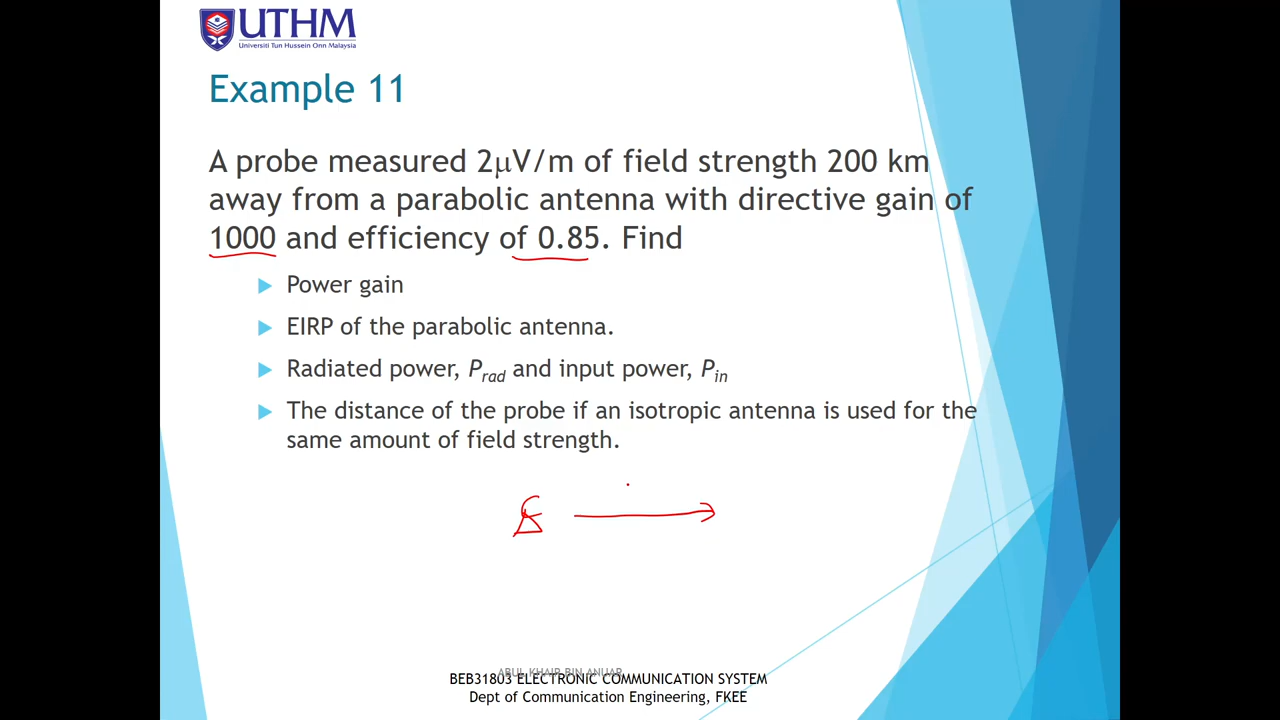 UTHM
Universiti Tun Hussein Onn Malaysia
Example 11
A probe measured 2μV/m of field strength 200 km
away from a parabolic antenna with directive gain of
1000 and efficiency of 0.85. Find
Power gain
EIRP of the parabolic antenna.
Radiated power, Prad and input power, Pin
The distance of the probe if an isotropic antenna is used for the
same amount of field strength.
ABUL KHAIR BIN ANUAR
BEB31803 ELECTRONIC COMMUNICATION SYSTEM
Dept of Communication Engineering, FKEE